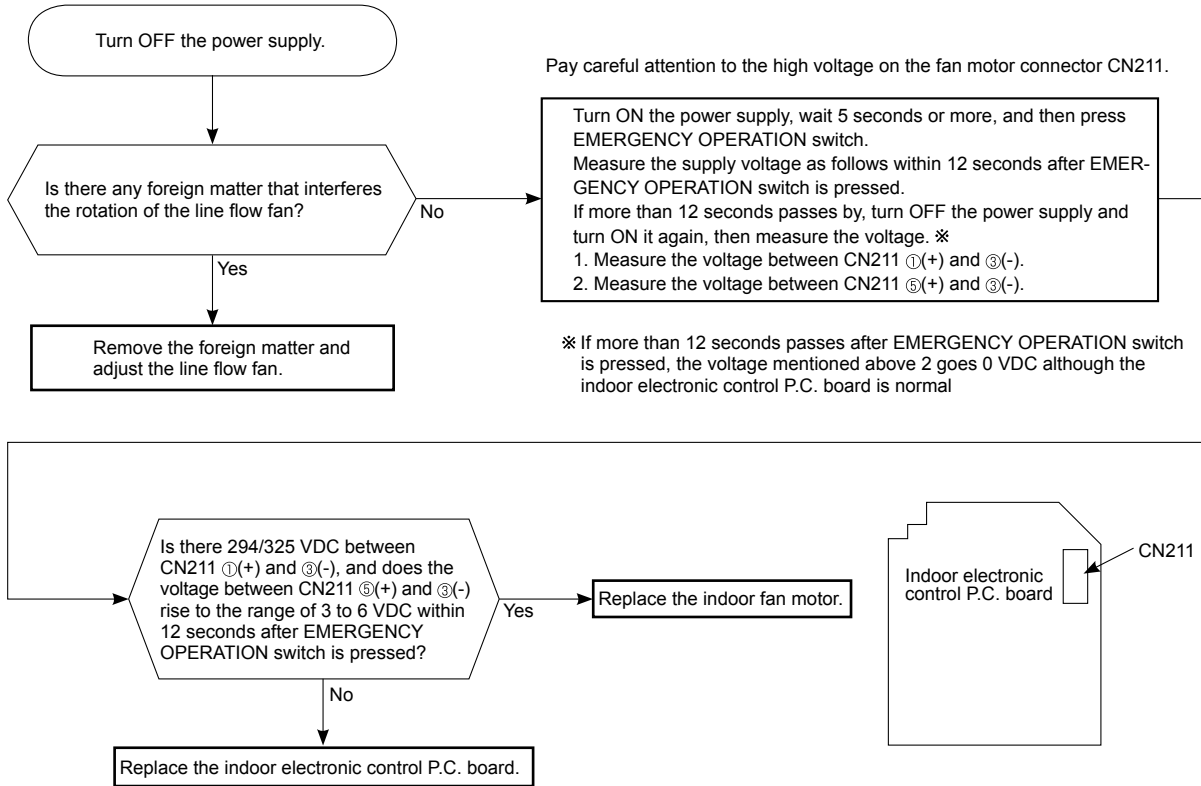 Turn OFF the power supply.
Pay careful attention to the high voltage on the fan motor connector CN211.
Is there any foreign matter that interferes
the rotation of the line flow fan?
No
Yes
Remove the foreign matter and
adjust the line flow fan.
Turn ON the power supply, wait 5 seconds or more, and then press
EMERGENCY OPERATION switch.
Measure the supply voltage as follows within 12 seconds after EMER-
GENCY OPERATION switch is pressed.
If more than 12 seconds passes by, turn OFF the power supply and
turn ON it again, then measure the voltage. ※
1. Measure the voltage between CN211 ①(+) and ③(-).
2. Measure the voltage between CN211 ⑤(+) and ③(-).
※ If more than 12 seconds passes after EMERGENCY OPERATION switch
is pressed, the voltage mentioned above 2 goes 0 VDC although the
indoor electronic control P.C. board is normal
Is there 294/325 VDC between
CN211 ①(+) and ③(-), and does the
voltage between CN211 ⑤(+) and ③(-)
rise to the range of 3 to 6 VDC within
12 seconds after EMERGENCY
OPERATION switch is pressed?
Yes
Replace the indoor fan motor.
No
Replace the indoor electronic control P.C. board.
Indoor electronic
control P.C. board
CN211